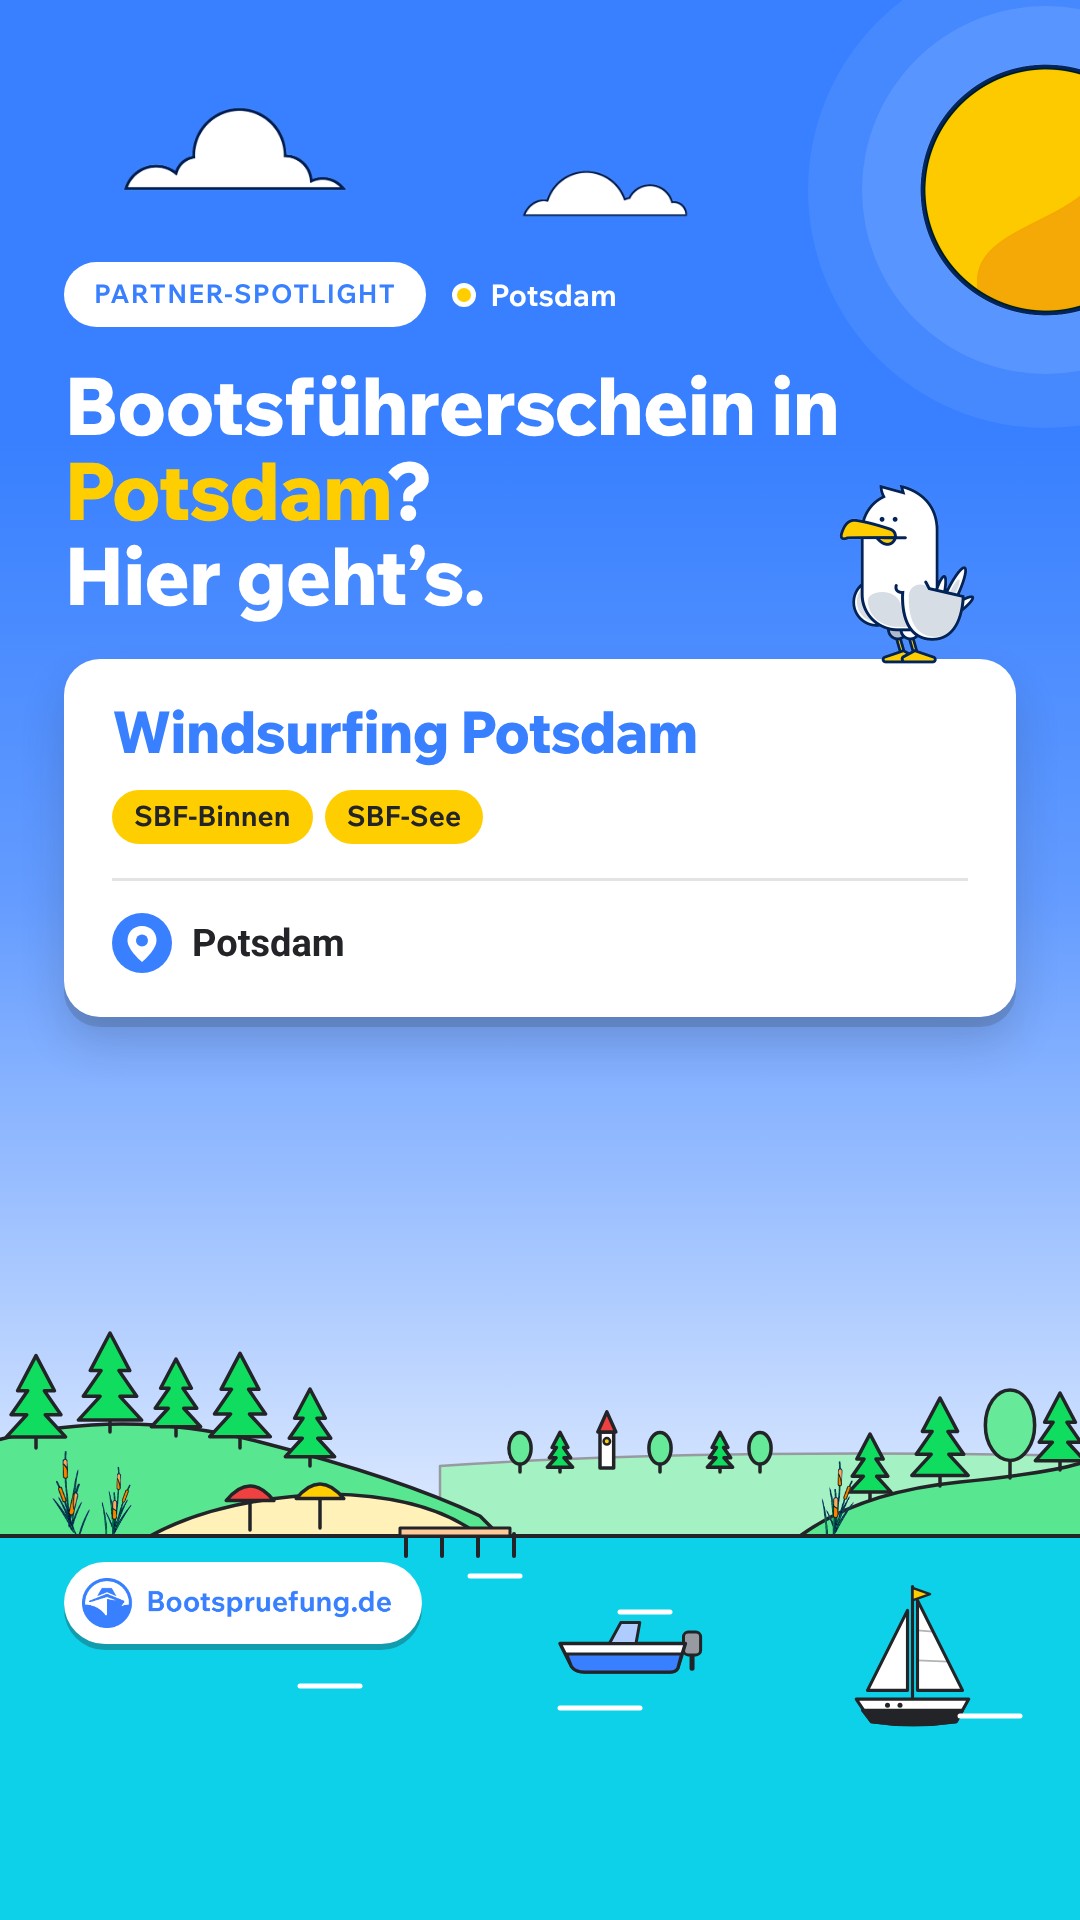 PARTNER-SPOTLIGHT
Potsdam
Bootsführerschein in
Potsdam?
Hier geht’s.
Windsurfing Potsdam
SBF-Binnen
SBF-See
Potsdam
Bootspruefung.de